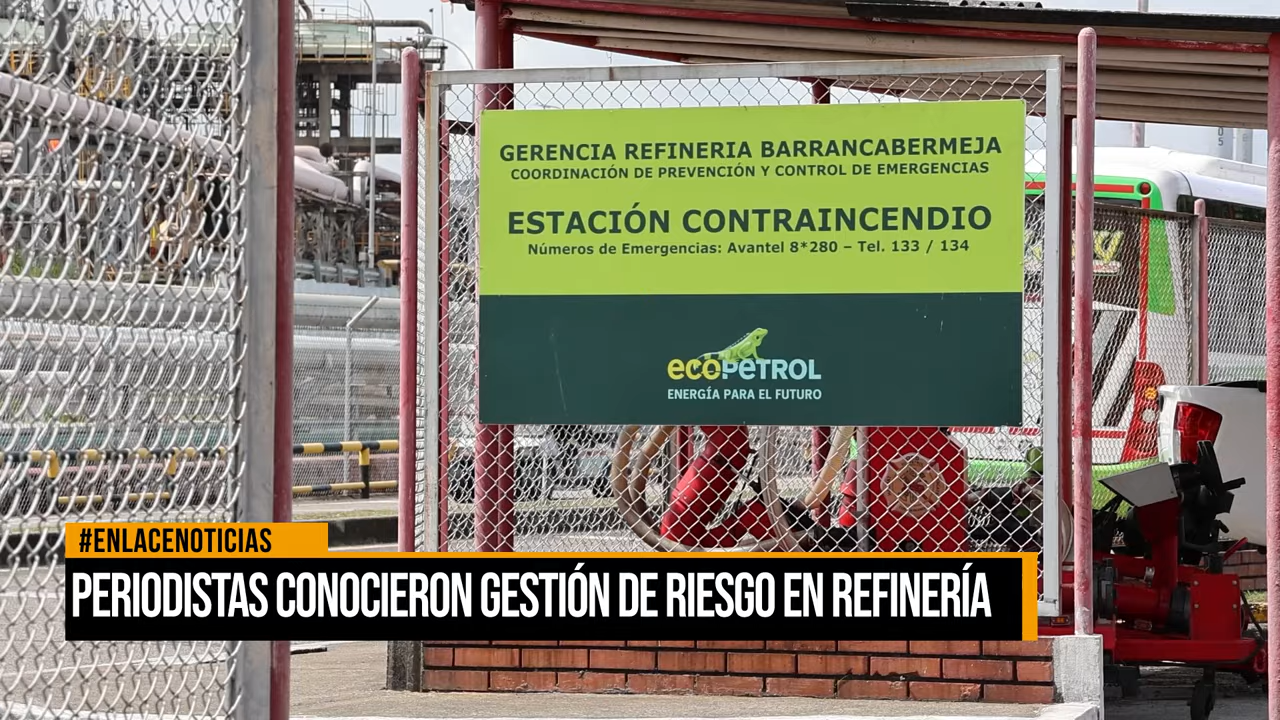 GERENCIA REFINERIA BARRANCABERMEJA
COORDINACIÓN DE PREVENCIÓN Y CONTROL DE EMERGENCIAS
ESTACIÓN CONTRAINCENDIO
Números de Emergencias: Avantel 8*280 – Tel. 133 / 134
ecoPETROL
ENERGÍA PARA EL FUTURO
#ENLACENOTICIAS
PERIODISTAS CONOCIERON GESTIÓN DE RIESGO EN REFINERÍA